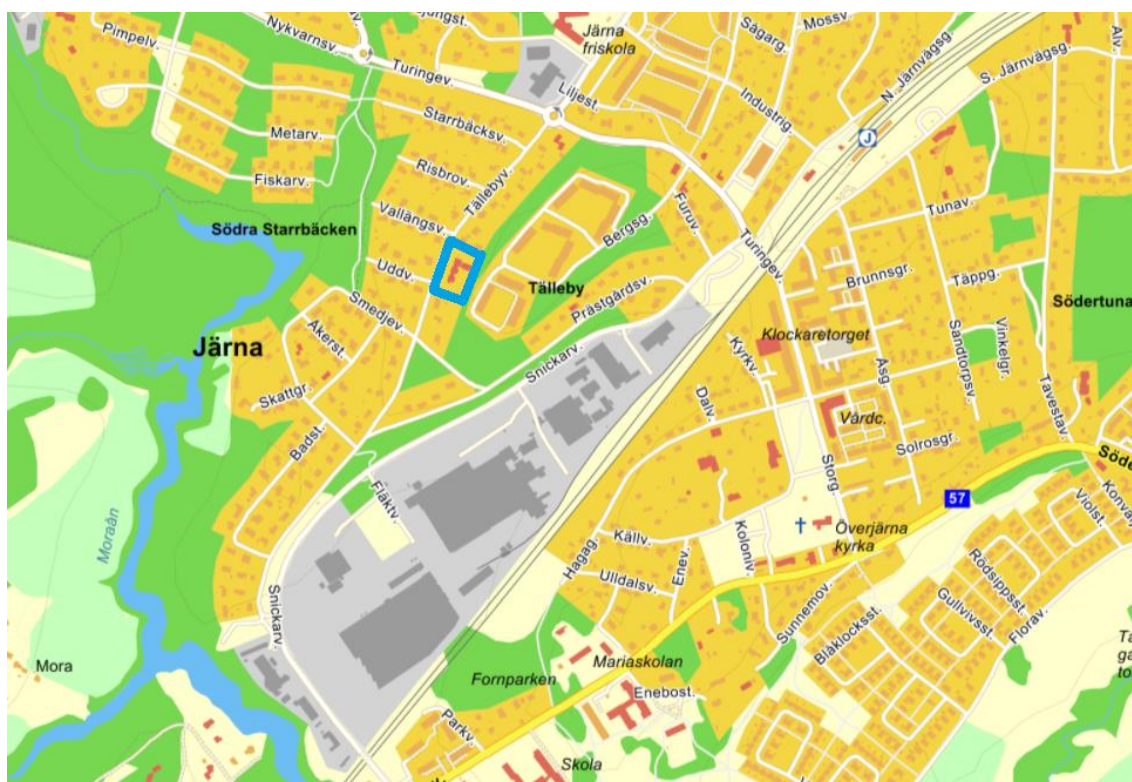 Pimpelv.
Nykvarnsv.
Järna
friskola
Sågarg.
Mossv.
Alv.
N. Järnvägsg.
S. Järnvägsg.
Turingev.
Liljest.
Industrig.
J
Starrbäcksv.
Metarv.
Risbrov.
Fiskarv.
Tällebyv.
Vallängsv.
Södra Starrbäcken
Bergsg.
Furuv.
Tunav.
Turingev.
Uddv.
Tälleby
Brunnsgr.
Täppg.
Smedjev.
Prästgårdsv.
Södertuna
Åkerst.
Klockaretorget
Järna
Snickarv.
Kyrkv.
Sandtorpsv.
Vinkelgr.
Åsg.
Skattgr.
Dalv.
Tavestav.
Vårdc.
Badst.
Solrosgr.
Storg.
Fläktv.
57
Violst.
Moraån
Överjärna
kyrka
Källv.
Enev.
Koloniv.
Hagag.
Ulldalsv.
Rödsippsst.
Gullvivsst.
Sunnemov.
Florav.
Blåklocksst.
Snickarv.
Mora
Mariaskolan
Fornparken
Enebost.
Parkv.
Skola